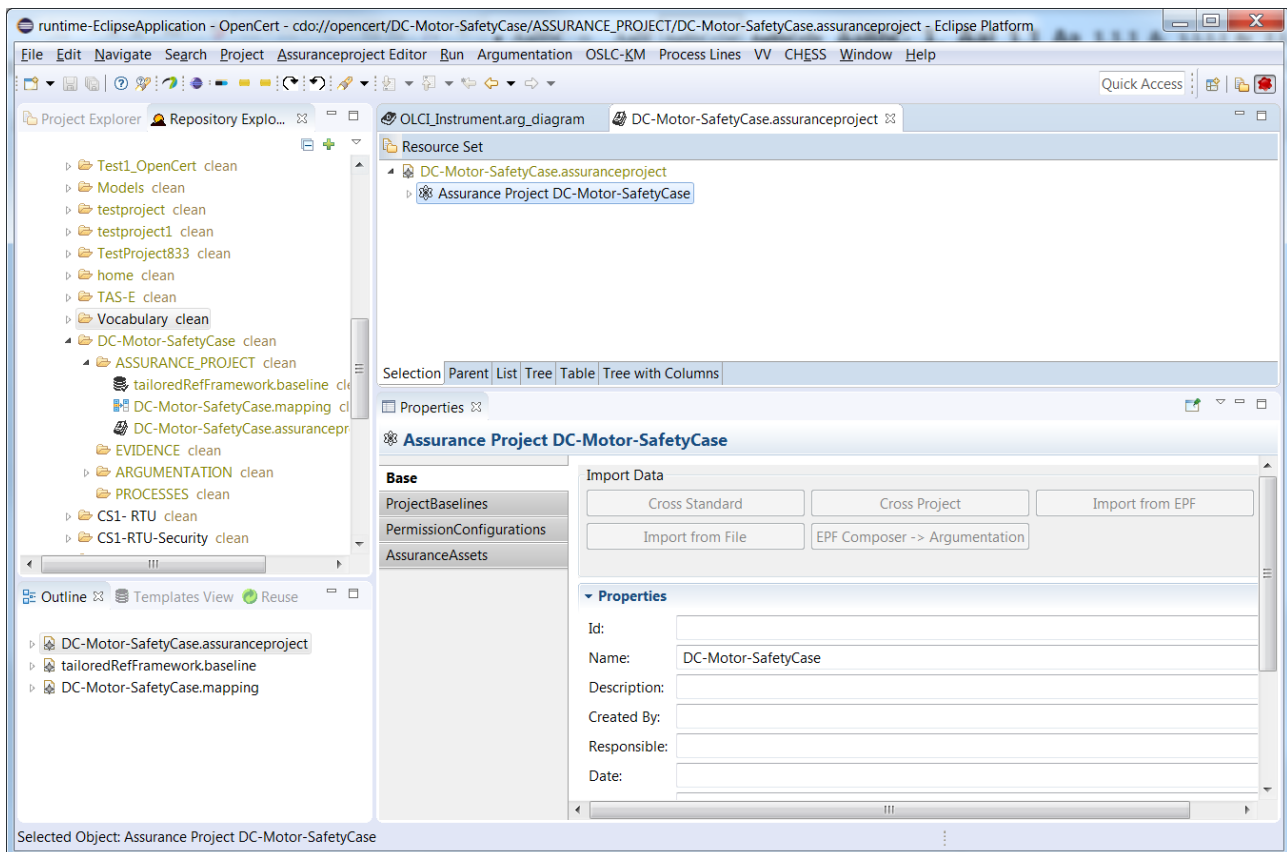 runtime-EclipseApplication - OpenCert - cdo://opencert/DC-Motor-SafetyCase/ASSURANCE_PROJECT/DC-Motor-SafetyCase.assuranceproject - Eclipse Platform
File Edit Navigate Search Project Assuranceproject Editor Run Argumentation OSLC-KM Process Lines VV CHESS Window Help
Quick Access
Project Explorer Repository Explo...
Test1_OpenCert clean
Models clean
testproject clean
testproject1 clean
TestProject833 clean
home clean
TAS-E clean
Vocabulary clean
DC-Motor-SafetyCase clean
ASSURANCE_PROJECT clean
tailoredRefFramework.baseline cle
DC-Motor-SafetyCase.mapping cl
DC-Motor-SafetyCase.assurancepr
EVIDENCE clean
ARGUMENTATION clean
PROCESSES clean
CS1- RTU clean
CS1-RTU-Security clean
Outline Templates View Reuse
DC-Motor-SafetyCase.assuranceproject
tailoredRefFramework.baseline
DC-Motor-SafetyCase.mapping
OLCI_Instrument.arg_diagram DC-Motor-SafetyCase.assuranceproject
Resource Set
DC-Motor-SafetyCase.assuranceproject
Assurance Project DC-Motor-SafetyCase
Selection Parent List Tree Table Tree with Columns
Properties
Assurance Project DC-Motor-SafetyCase
Base
ProjectBaselines
PermissionConfigurations
AssuranceAssets
Import Data
Cross Standard Cross Project Import from EPF
Import from File EPF Composer -> Argumentation
Properties
Id:
Name: DC-Motor-SafetyCase
Description:
Created By:
Responsible:
Date:
Selected Object: Assurance Project DC-Motor-SafetyCase